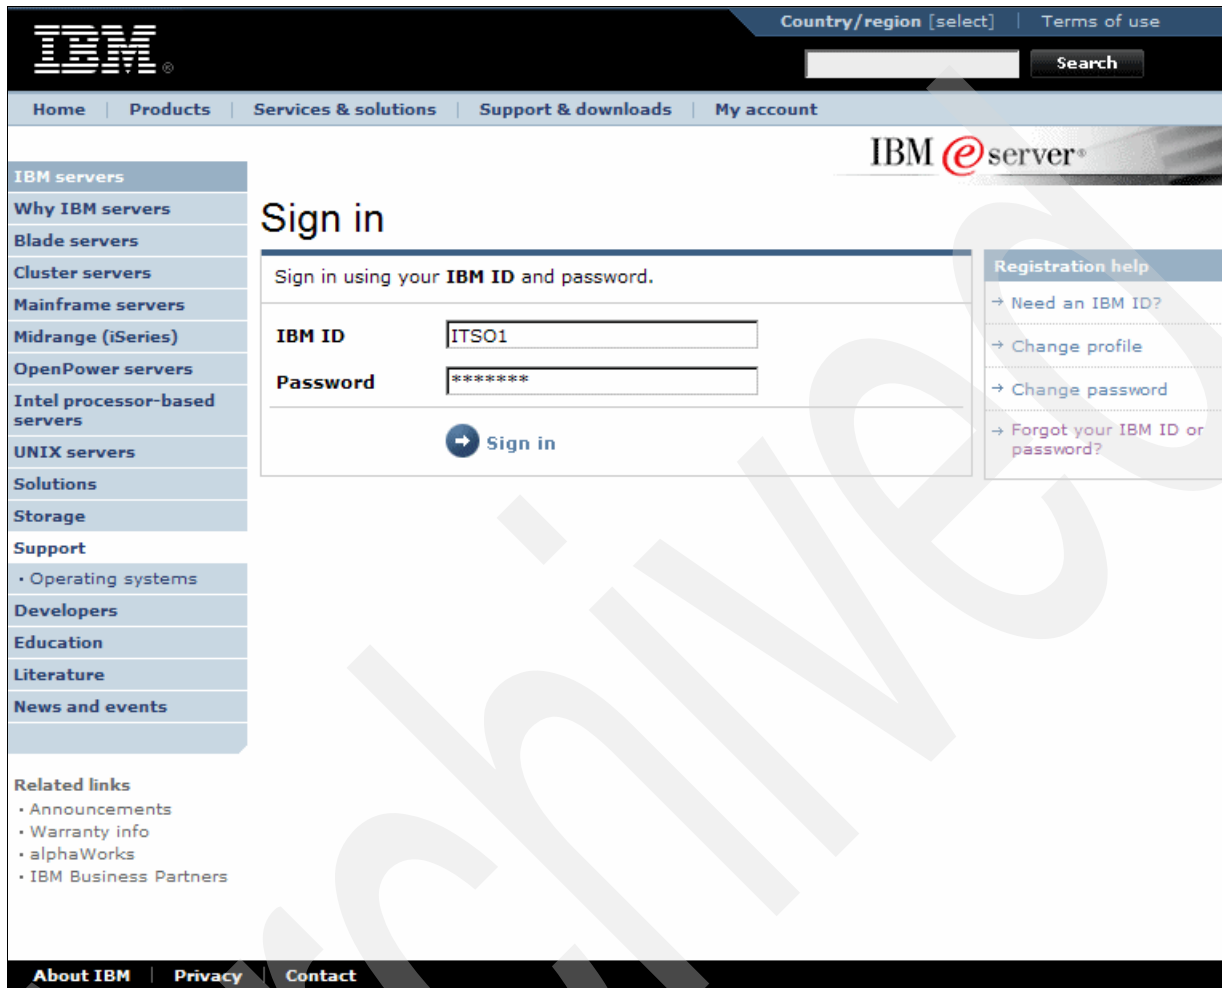 Country/region [select] | Terms of use
IBM®
Search
Home | Products | Services & solutions | Support & downloads | My account
IBM eserver®
IBM servers
Why IBM servers
Blade servers
Cluster servers
Mainframe servers
Midrange (iSeries)
OpenPower servers
Intel processor-based
servers
UNIX servers
Solutions
Storage
Support
· Operating systems
Developers
Education
Literature
News and events
Related links
· Announcements
· Warranty info
· alphaWorks
· IBM Business Partners
Sign in
Sign in using your IBM ID and password.
IBM ID ITSO1
Password *******
Sign in
Registration help
→ Need an IBM ID?
→ Change profile
→ Change password
→ Forgot your IBM ID or
password?
About IBM | Privacy | Contact